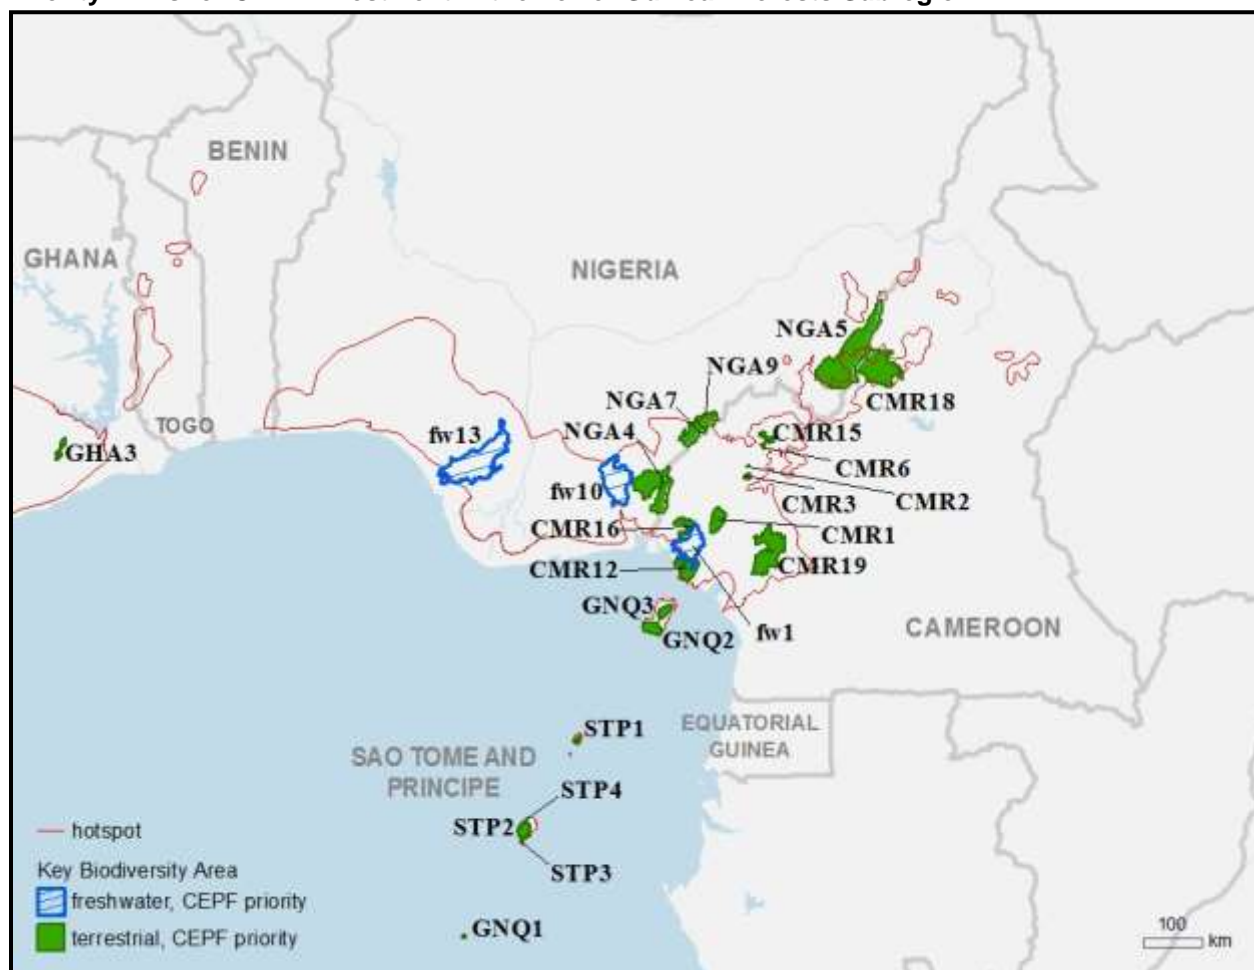 BENIN
GHANA
NIGERIA
NGA5
NGA9
NGA7
CMR18
TOGO
NGA4
CMR15
fw13
GHA3
CMR6
fw10
CMR2
CMR3
CMR16
CMR1
CMR12
CMR19
GNQ3
fw1
CAMEROON
GNQ2
STP1
EQUATORIAL
GUINEA
SAO TOME AND
PRINCIPE
STP4
STP2
STP3
GNQ1
hotspot
Key Biodiversity Area
freshwater, CEPF priority
terrestrial, CEPF priority
100
km